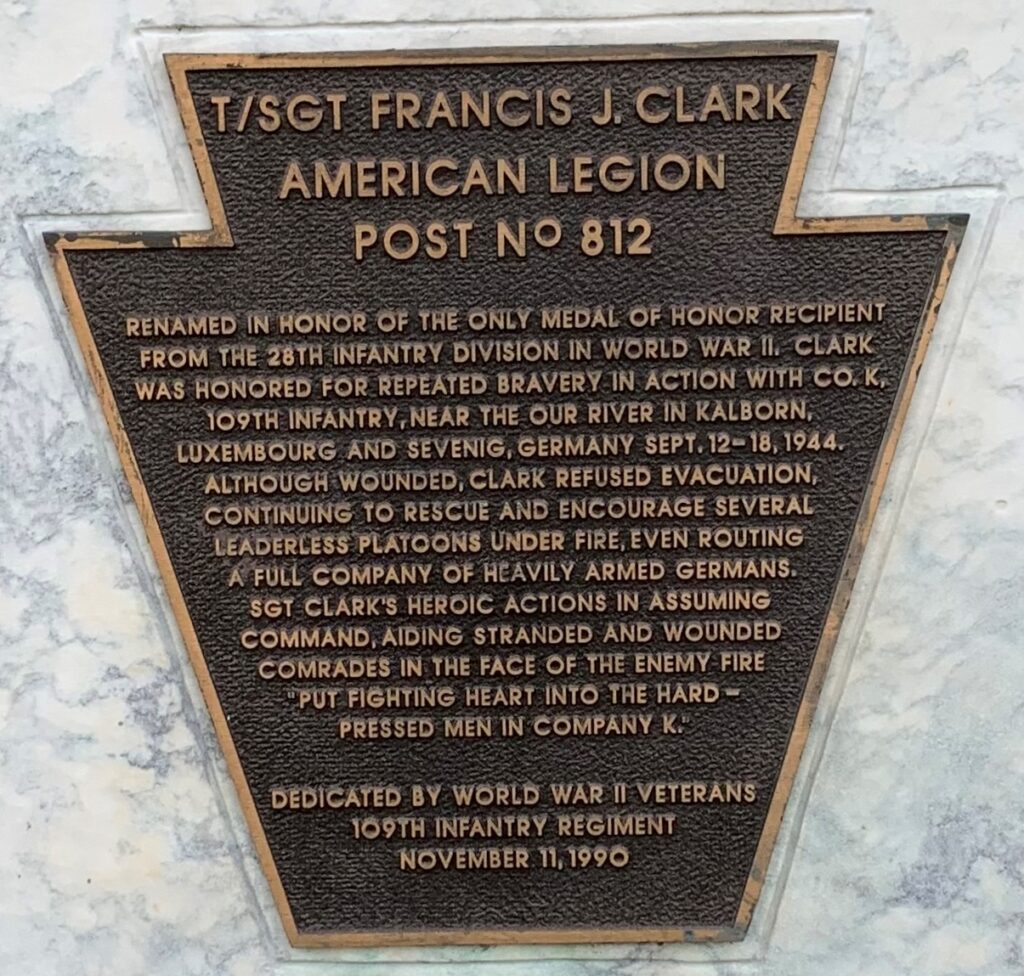 T/SGT FRANCIS J. CLARK
AMERICAN LEGION
POST Nº 812
RENAMED IN HONOR OF THE ONLY MEDAL OF HONOR RECIPIENT
FROM THE 28TH INFANTRY DIVISION IN WORLD WAR II. CLARK
WAS HONORED FOR REPEATED BRAVERY IN ACTION WITH CO. K,
109TH INFANTRY, NEAR THE OUR RIVER IN KALBORN,
LUXEMBOURG AND SEVENIG, GERMANY SEPT. 12-18, 1944.
ALTHOUGH WOUNDED, CLARK REFUSED EVACUATION,
CONTINUING TO RESCUE AND ENCOURAGE SEVERAL
LEADERLESS PLATOONS UNDER FIRE, EVEN ROUTING
A FULL COMPANY OF HEAVILY ARMED GERMANS.
SGT CLARK'S HEROIC ACTIONS IN ASSUMING
COMMAND, AIDING STRANDED AND WOUNDED
COMRADES IN THE FACE OF THE ENEMY FIRE
"PUT FIGHTING HEART INTO THE HARD-
PRESSED MEN IN COMPANY K."
DEDICATED BY WORLD WAR II VETERANS
109TH INFANTRY REGIMENT
NOVEMBER 11, 1990